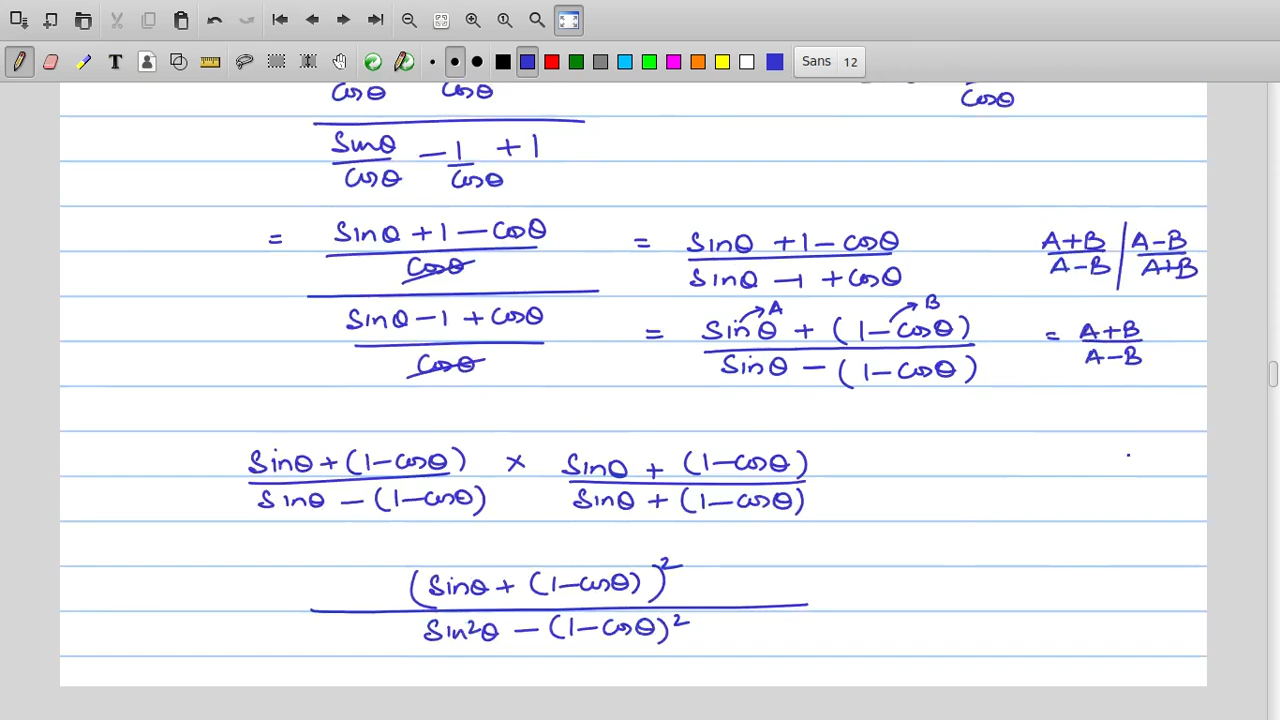 Sans 12
cosθ cosθ cosθ
sinθ/cosθ - 1/cosθ + 1
= (sinθ + 1 - cosθ)/cosθ = (sinθ + 1 - cosθ)/(sinθ - 1 + cosθ) A+B/A-B | A-B/A+B
(sinθ - 1 + cosθ)/cosθ = (sinθ + (1 - cosθ))/(sinθ - (1 - cosθ)) = A+B/A-B
→A →B
sinθ + (1-cosθ) × sinθ + (1-cosθ)
sinθ - (1-cosθ) sinθ + (1-cosθ)
(sinθ + (1-cosθ))²
sin²θ - (1-cosθ)²